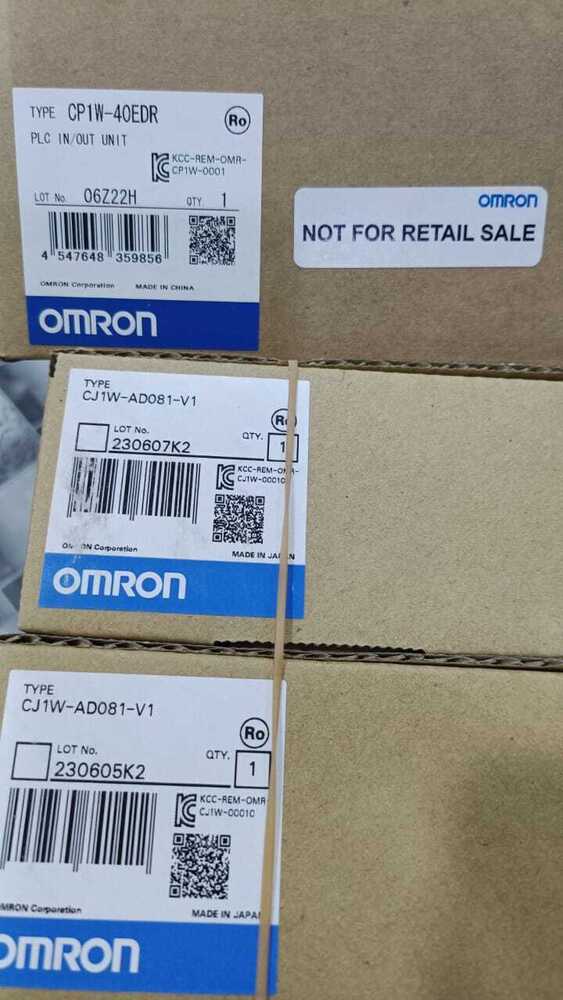 TYPE CP1W-40EDR
Ro
PLC IN/OUT UNIT
KCC-REM-OMR-
CP1W-0001
LOT No. 06Z22H QTY. 1
4 547648 359856
OMRON Corporation MADE IN CHINA
OMRON
OMRON
NOT FOR RETAIL SALE
TYPE
CJ1W-AD081-V1
Ro
LOT No. QTY.
230607K2 1
KCC-REM-OMR-
CJ1W-00010
OMRON Corporation MADE IN JAPAN
OMRON
TYPE
CJ1W-AD081-V1
Ro
LOT No. QTY.
230605K2 1
KCC-REM-OMR
CJ1W-00010
OMRON Corporation MADE IN JAPA
OMRON